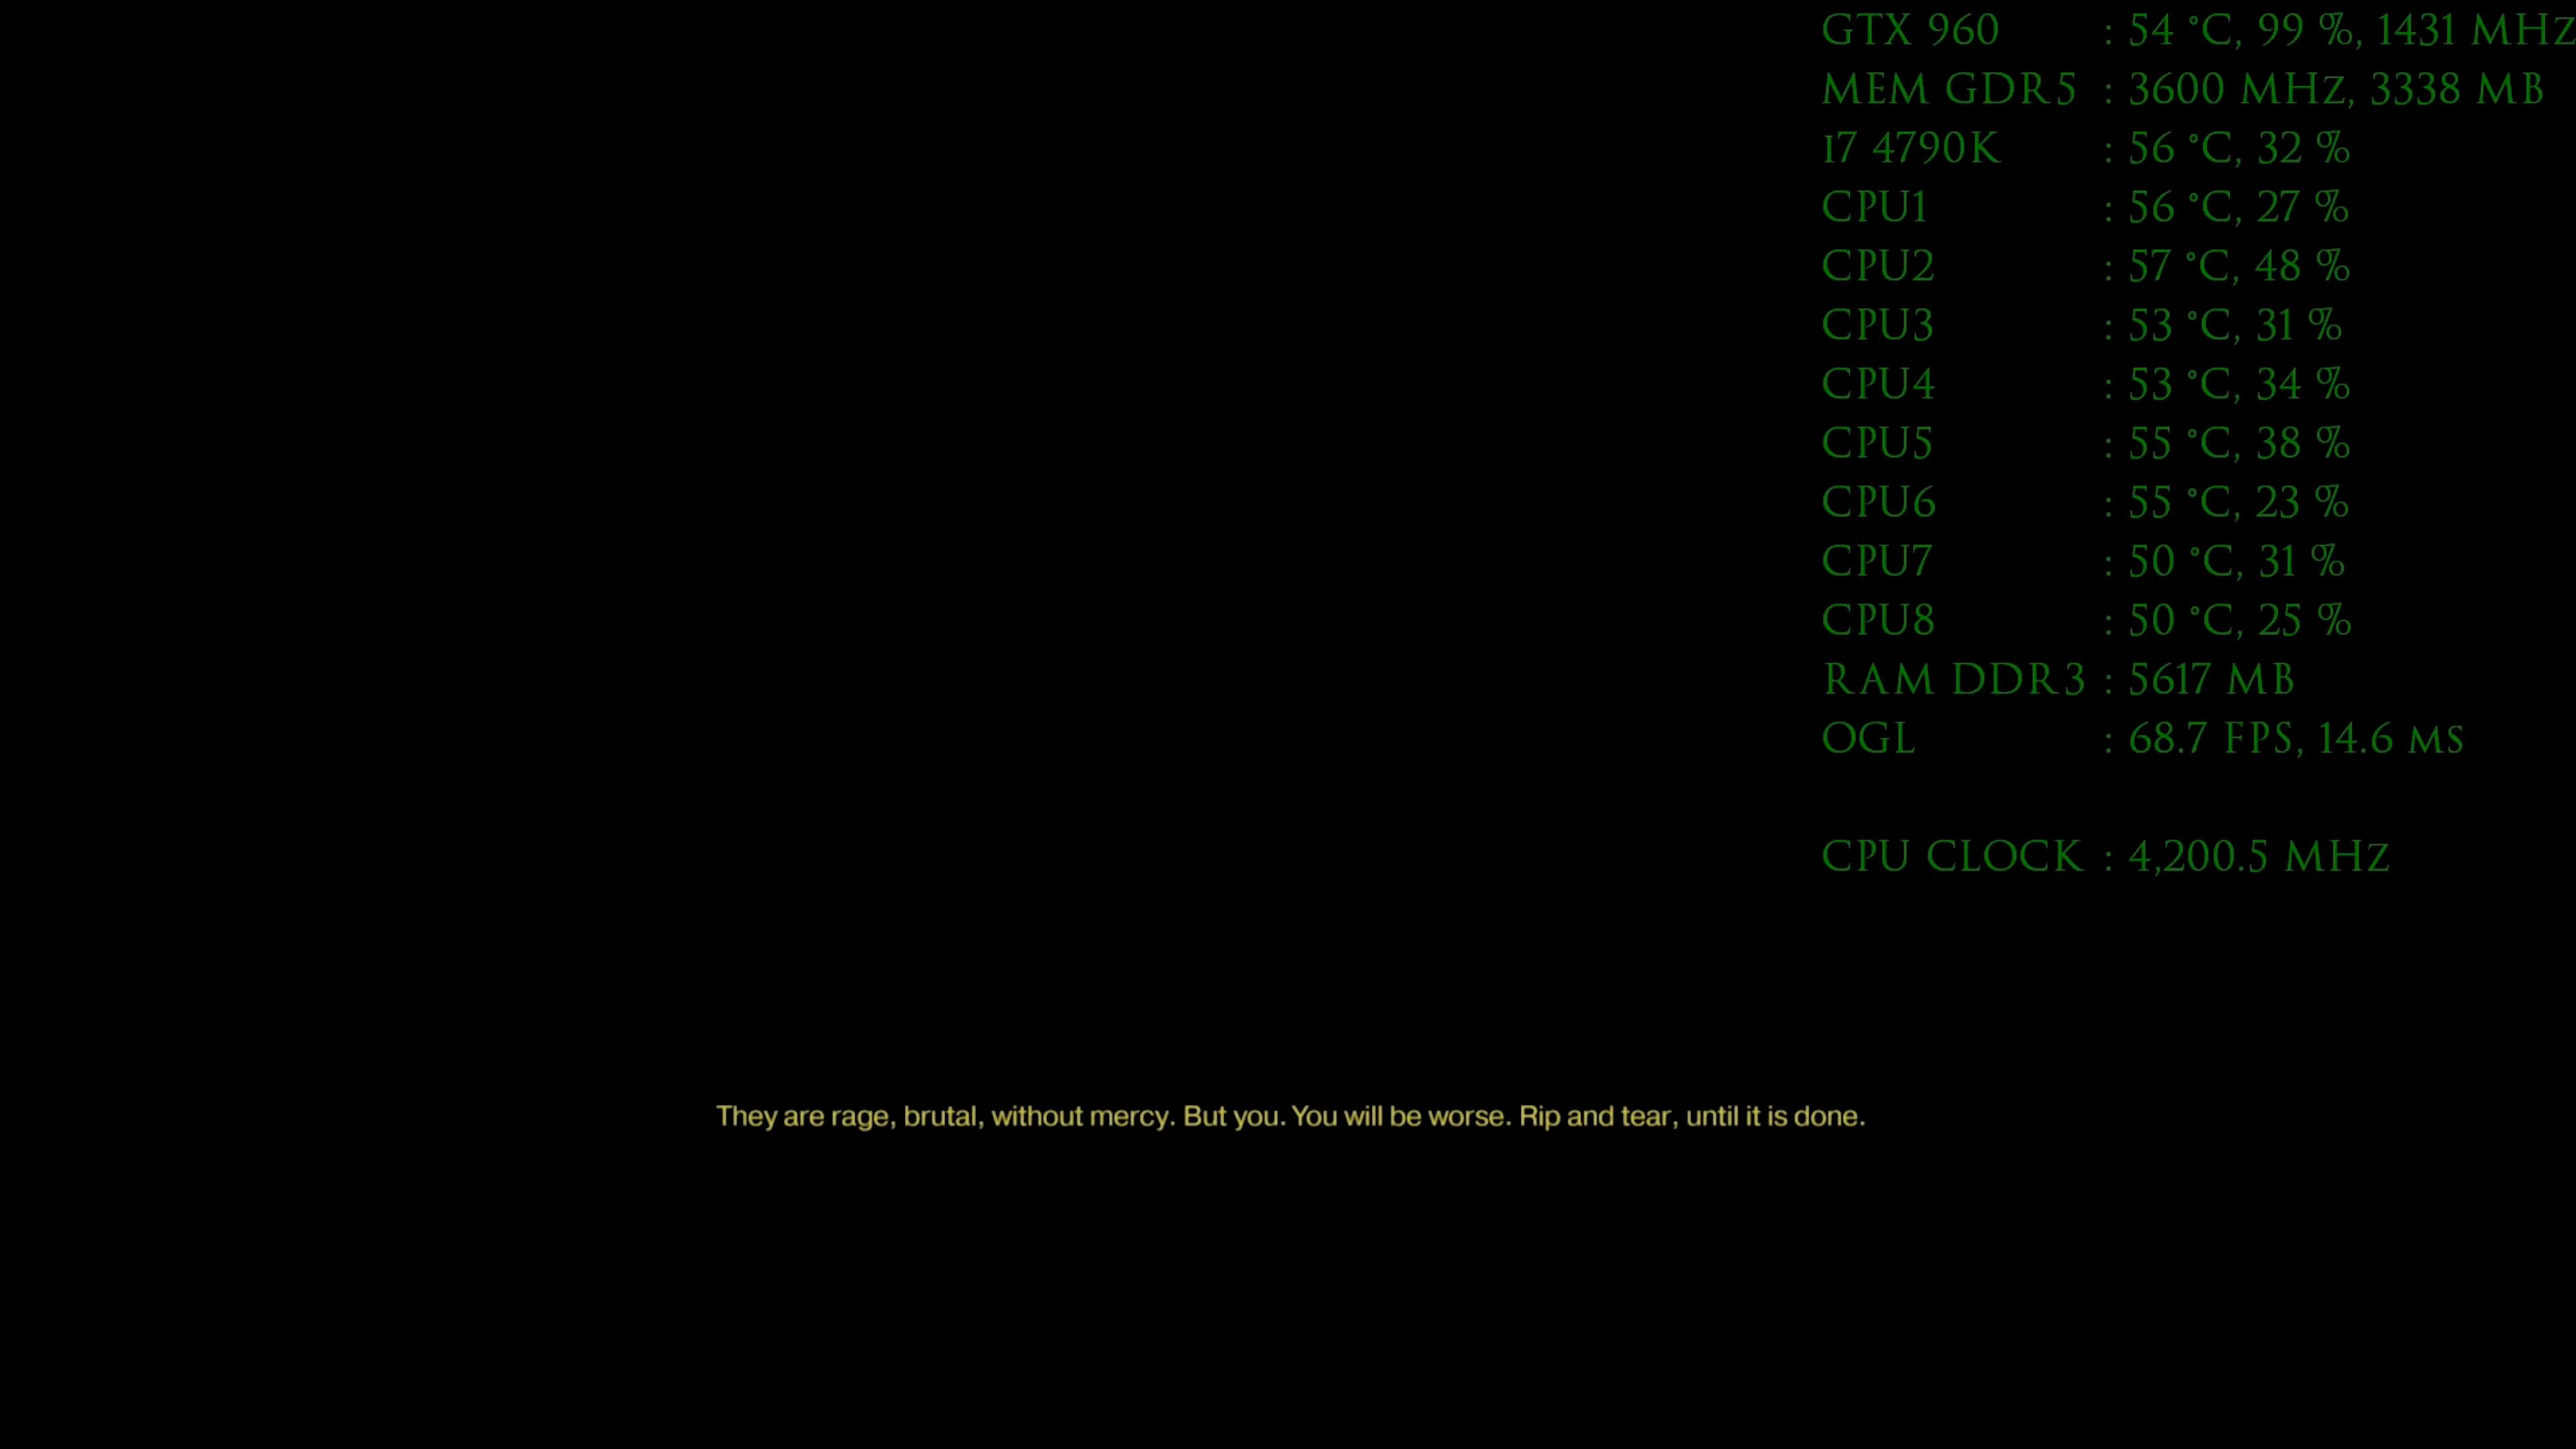 GTX 960 : 54 °C, 99 %, 1431 MHz
MEM GDR5 : 3600 MHz, 3338 MB
i7 4790K : 56 °C, 32 %
CPU1 : 56 °C, 27 %
CPU2 : 57 °C, 48 %
CPU3 : 53 °C, 31 %
CPU4 : 53 °C, 34 %
CPU5 : 55 °C, 38 %
CPU6 : 55 °C, 23 %
CPU7 : 50 °C, 31 %
CPU8 : 50 °C, 25 %
RAM DDR3 : 5617 MB
OGL : 68.7 FPS, 14.6 ms
CPU CLOCK : 4,200.5 MHz
They are rage, brutal, without mercy. But you. You will be worse. Rip and tear, until it is done.